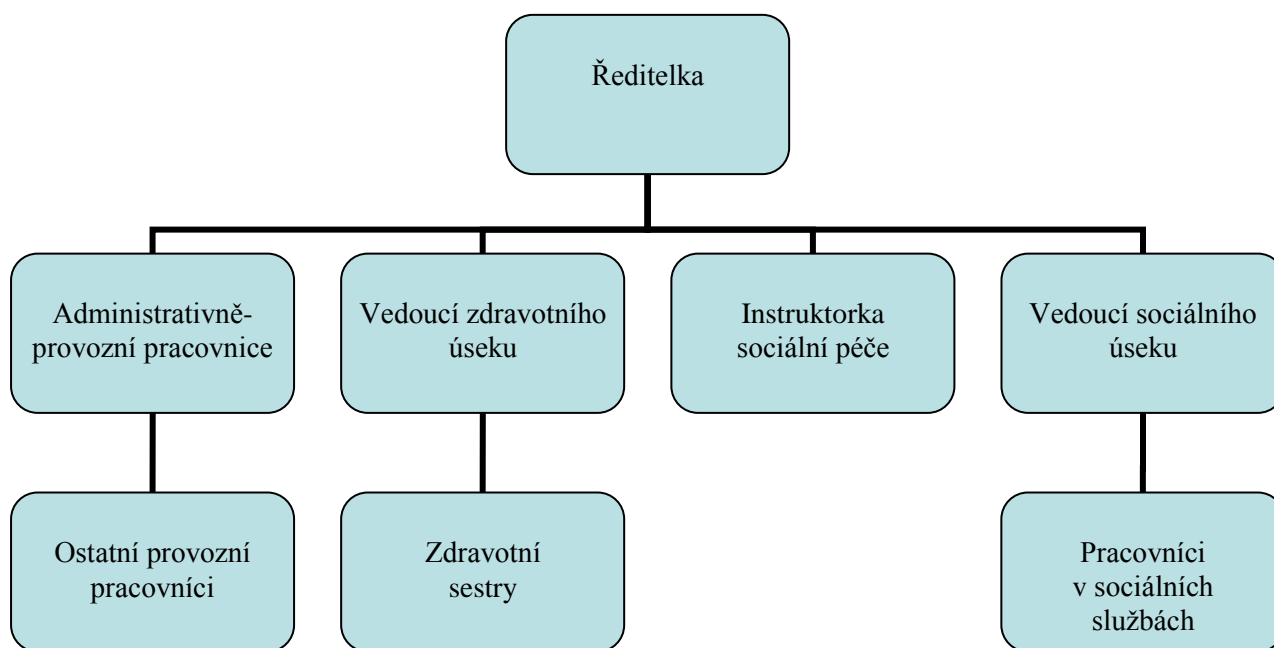 Ředitelka
Administrativně-
provozní pracovnice
Vedoucí zdravotního
úseku
Instruktorka
sociální péče
Vedoucí sociálního
úseku
Ostatní provozní
pracovníci
Zdravotní
sestry
Pracovníci
v sociálních
službách